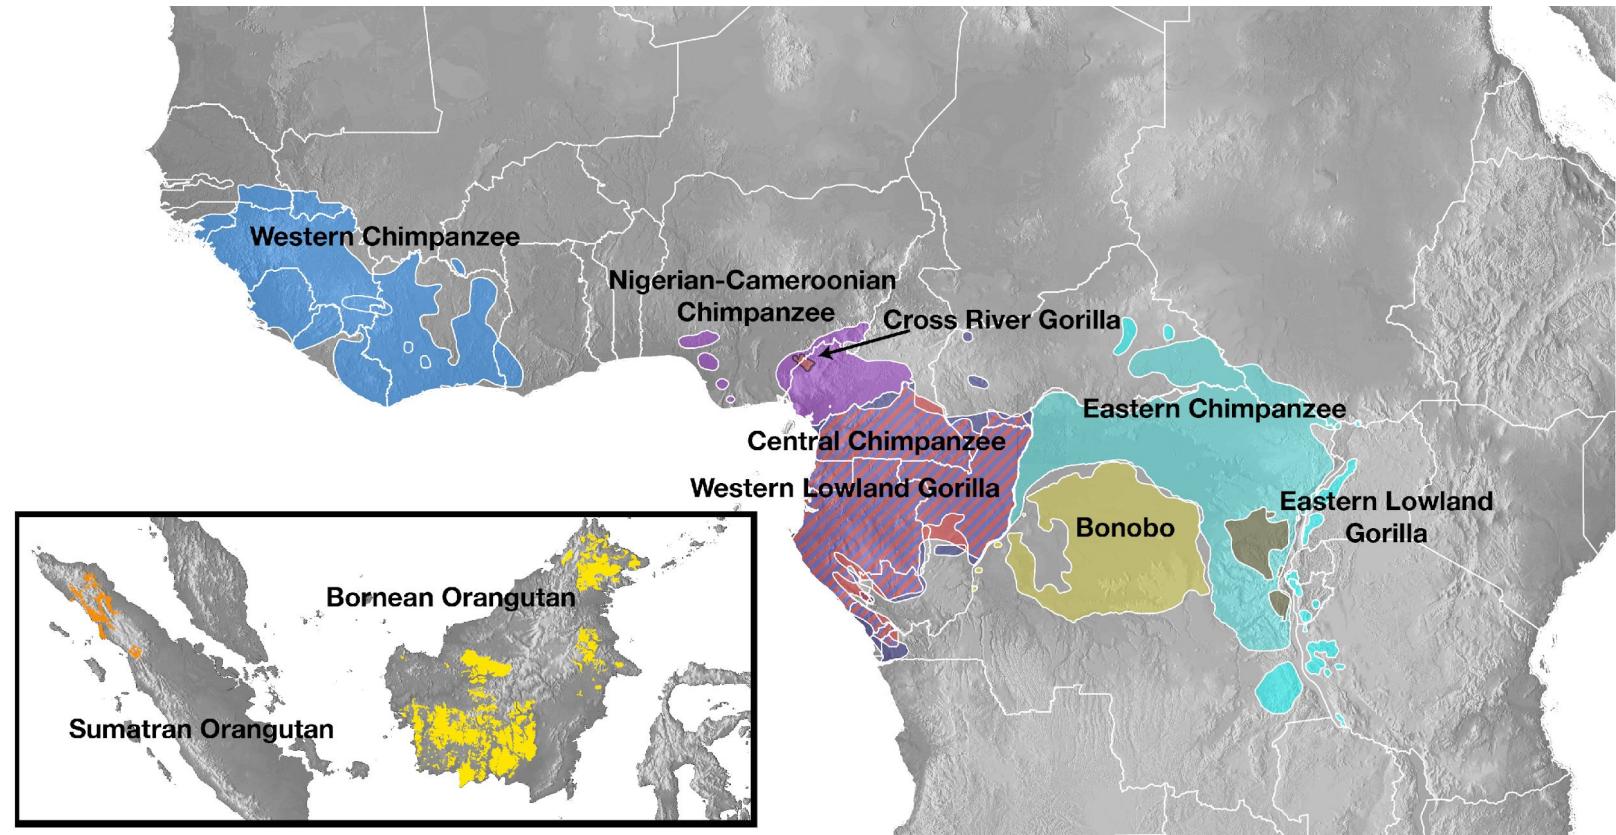 Western Chimpanzee
Nigerian-Cameroonian
Chimpanzee
Cross River Gorilla
Eastern Chimpanzee
Central Chimpanzee
Western Lowland Gorilla
Eastern Lowland
Gorilla
Bonobo
Bornean Orangutan
Sumatran Orangutan